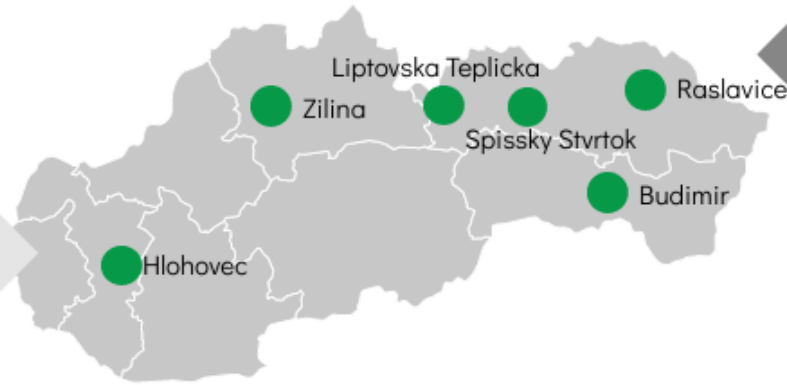 Liptovska Teplicka
Zilina
Raslavice
Spissky Stvrtok
Budimir
Hlohovec